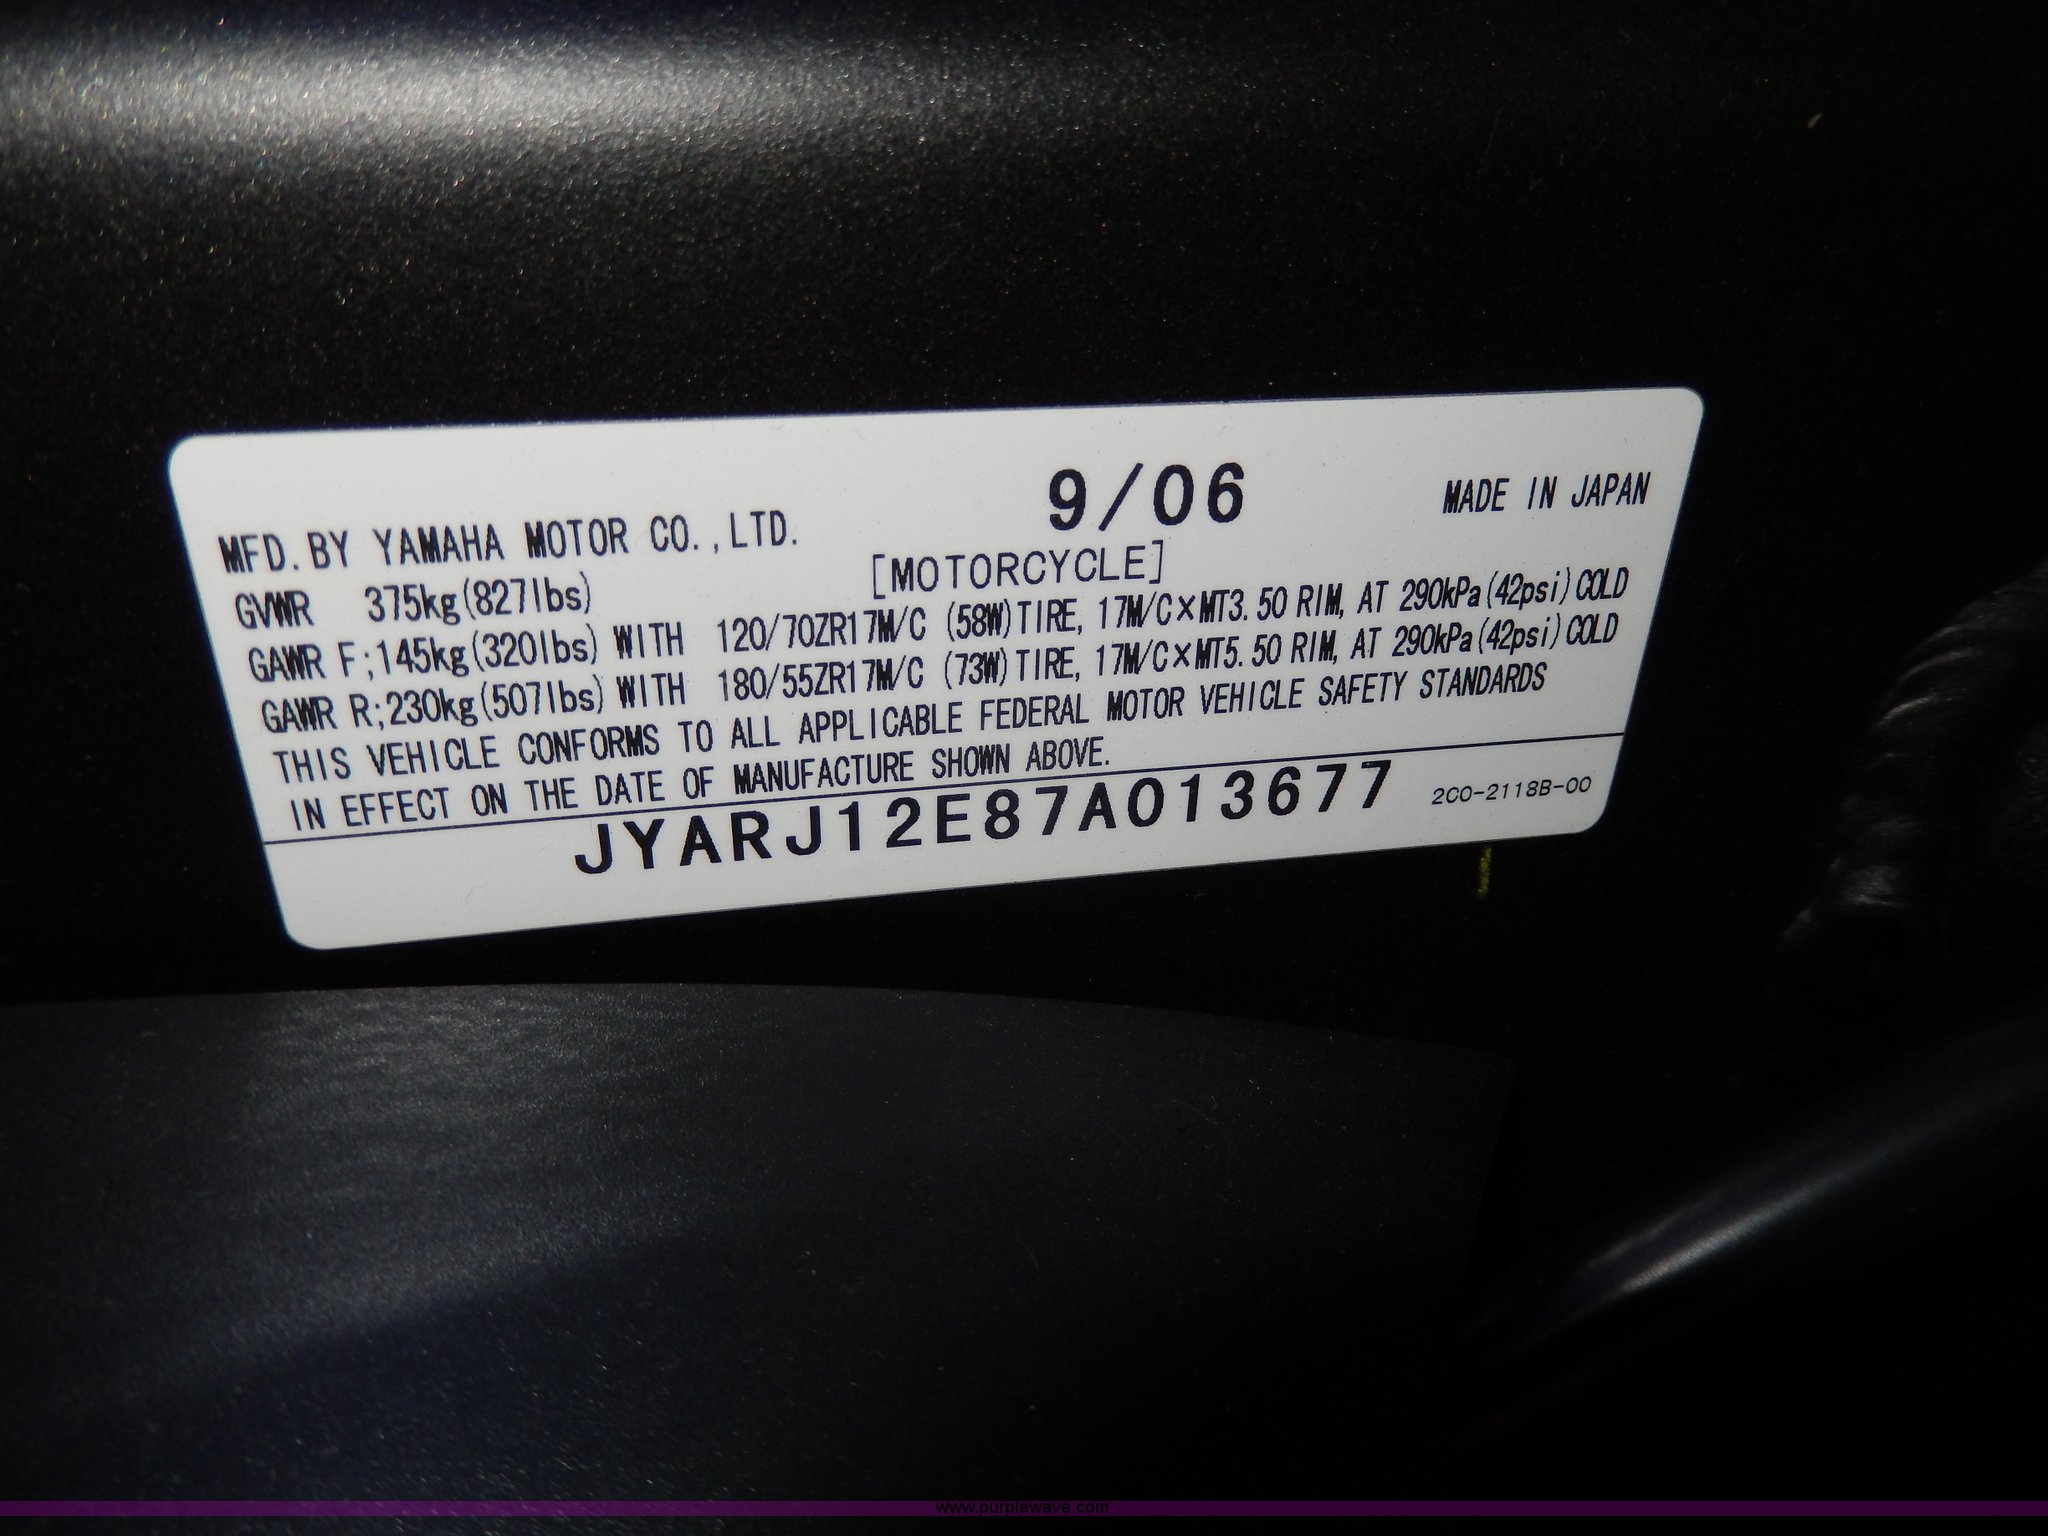 MFD. BY YAMAHA MOTOR CO., LTD. 9/06 MADE IN JAPAN
GVWR 375kg(827lbs) [MOTORCYCLE]
GAWR F;145kg(320lbs) WITH 120/70ZR17M/C (58W)TIRE, 17M/C×MT3.50 RIM, AT 290kPa(42psi)COLD
GAWR R;230kg(507lbs) WITH 180/55ZR17M/C (73W)TIRE, 17M/C×MT5.50 RIM, AT 290kPa(42psi)COLD
THIS VEHICLE CONFORMS TO ALL APPLICABLE FEDERAL MOTOR VEHICLE SAFETY STANDARDS
IN EFFECT ON THE DATE OF MANUFACTURE SHOWN ABOVE.
JYARJ12E87A013677 2C0-2118B-00
www.purplewave.com